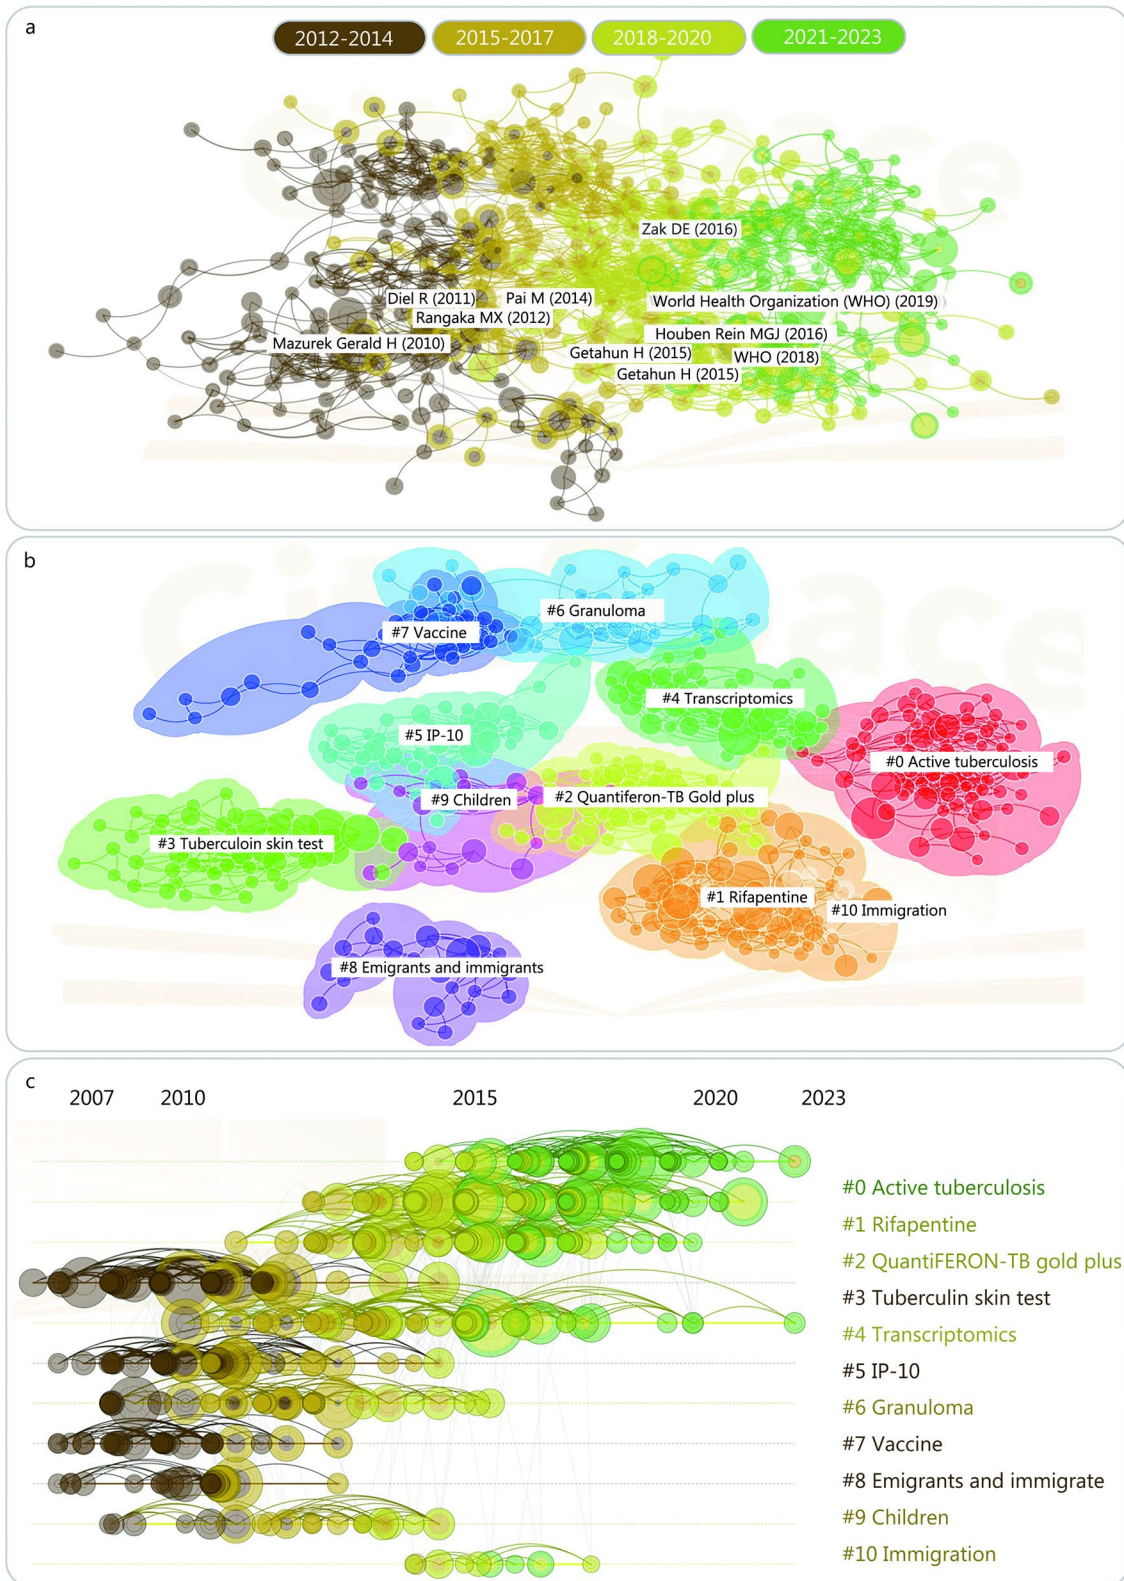 a
2012-2014 2015-2017 2018-2020 2021-2023
CiteSpace
Zak DE (2016)
Diel R (2011) Pai M (2014) World Health Organization (WHO) (2019)
Rangaka MX (2012)
Houben Rein MGJ (2016)
Mazurek Gerald H (2010)
Getahun H (2015) WHO (2018)
Getahun H (2015)
b
#6 Granuloma
#7 Vaccine
#4 Transcriptomics
#5 IP-10
#0 Active tuberculosis
#9 Children #2 Quantiferon-TB Gold plus
#3 Tuberculoin skin test
#1 Rifapentine
#10 Immigration
#8 Emigrants and immigrants
c
2007 2010 2015 2020 2023
#0 Active tuberculosis
#1 Rifapentine
#2 QuantiFERON-TB gold plus
#3 Tuberculin skin test
#4 Transcriptomics
#5 IP-10
#6 Granuloma
#7 Vaccine
#8 Emigrants and immigrate
#9 Children
#10 Immigration